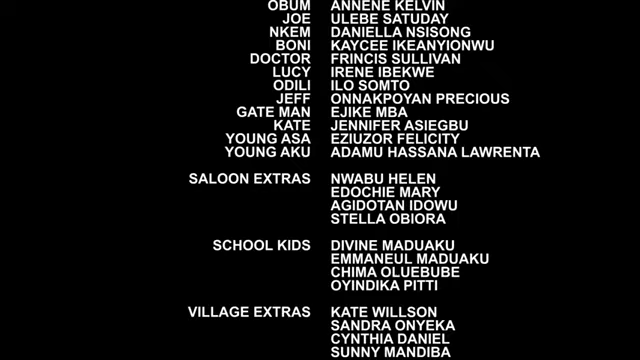 OBUM ANNENE KELVIN
JOE ULEBE SATUDAY
NKEM DANIELLA NSISONG
BONI KAYCEE IKEANYIONWU
DOCTOR FRINCIS SULLIVAN
LUCY IRENE IBEKWE
ODILI ILO SOMTO
JEFF ONNAKPOYAN PRECIOUS
GATE MAN EJIKE MBA
KATE JENNIFER ASIEGBU
YOUNG ASA EZIUZOR FELICITY
YOUNG AKU ADAMU HASSANA LAWRENTA
SALOON EXTRAS NWABU HELEN
EDOCHIE MARY
AGIDOTAN IDOWU
STELLA OBIORA
SCHOOL KIDS DIVINE MADUAKU
EMMANEUL MADUAKU
CHIMA OLUEBUBE
OYINDIKA PITTI
VILLAGE EXTRAS KATE WILLSON
SANDRA ONYEKA
CYNTHIA DANIEL
SUNNY MANDIBA